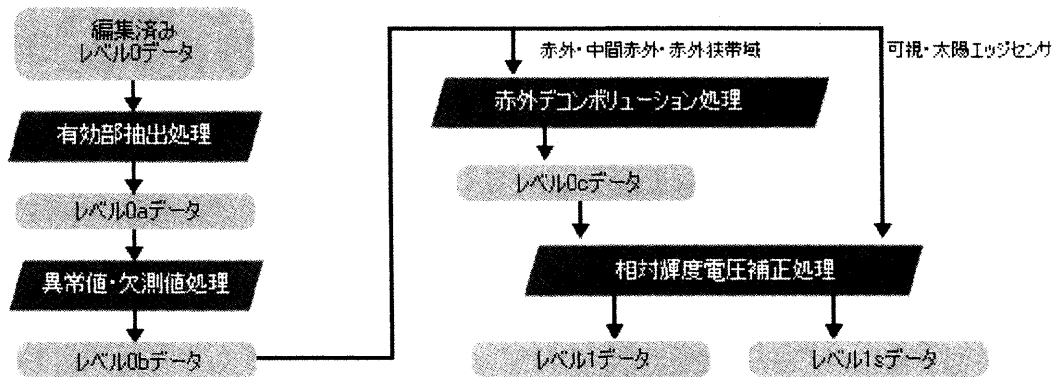 編集済み
レベル0データ
有効部抽出処理
レベル0aデータ
異常値・欠測値処理
レベル0bデータ
赤外・中間赤外・赤外狭帯域
可視・太陽エッジセンサ
赤外デコンボリューション処理
レベル0cデータ
相対輝度電圧補正処理
レベル1データ
レベル1sデータ